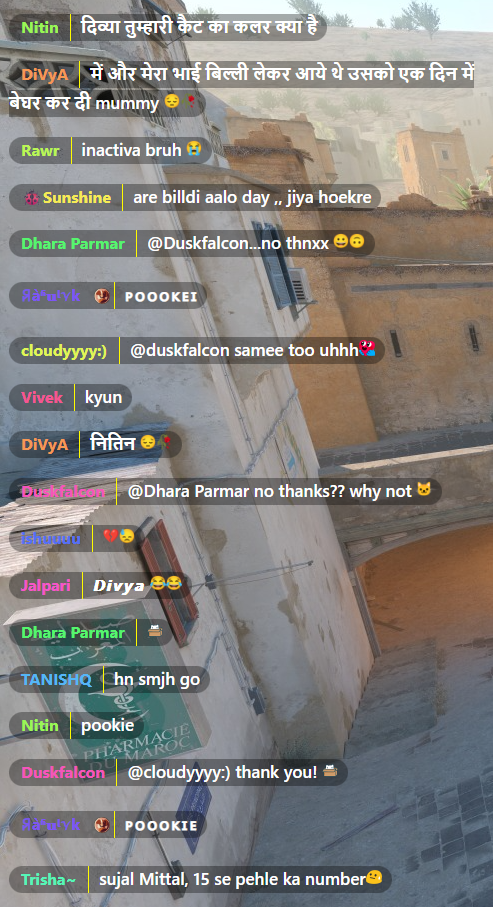 Nitin दिव्या तुम्हारी कैट का कलर क्या है
DiVyA में और मेरा भाई बिल्ली लेकर आये थे उसको एक दिन में
बेघर कर दी mummy 😔🥀
Rawr inactiva bruh 😭
🐞Sunshine are billdi aalo day ,, jiya hoekre
Dhara Parmar @Duskfalcon...no thnxx 😀🙃
ᴘᴏᴏᴏᴋᴇɪ
cloudyyyy:) @duskfalcon samee too uhhh💞
Vivek kyun
DiVyA नितिन 😔🥀
Duskfalcon @Dhara Parmar no thanks?? why not 🐱
💔😓
Jalpari 𝘿𝙞𝙫𝙮𝙖 😂😂
Dhara Parmar
TANISHQ hn smjh go
Nitin pookie
PHARMACIE
DU MAROC
Duskfalcon @cloudyyyy:) thank you!
ᴘᴏᴏᴏᴋɪᴇ
Trisha~ sujal Mittal, 15 se pehle ka number🫠